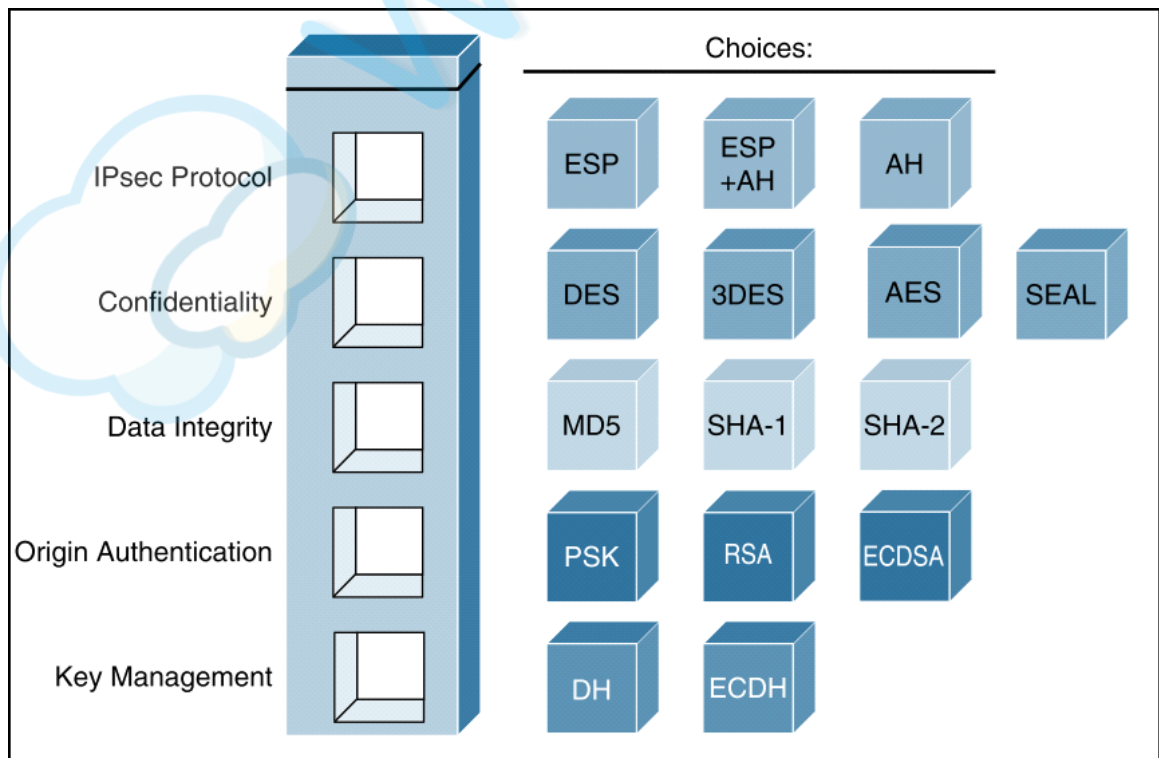 Choices:
IPsec Protocol
ESP
ESP
+AH
AH
Confidentiality
DES
3DES
AES
SEAL
Data Integrity
MD5
SHA-1
SHA-2
Origin Authentication
PSK
RSA
ECDSA
Key Management
DH
ECDH